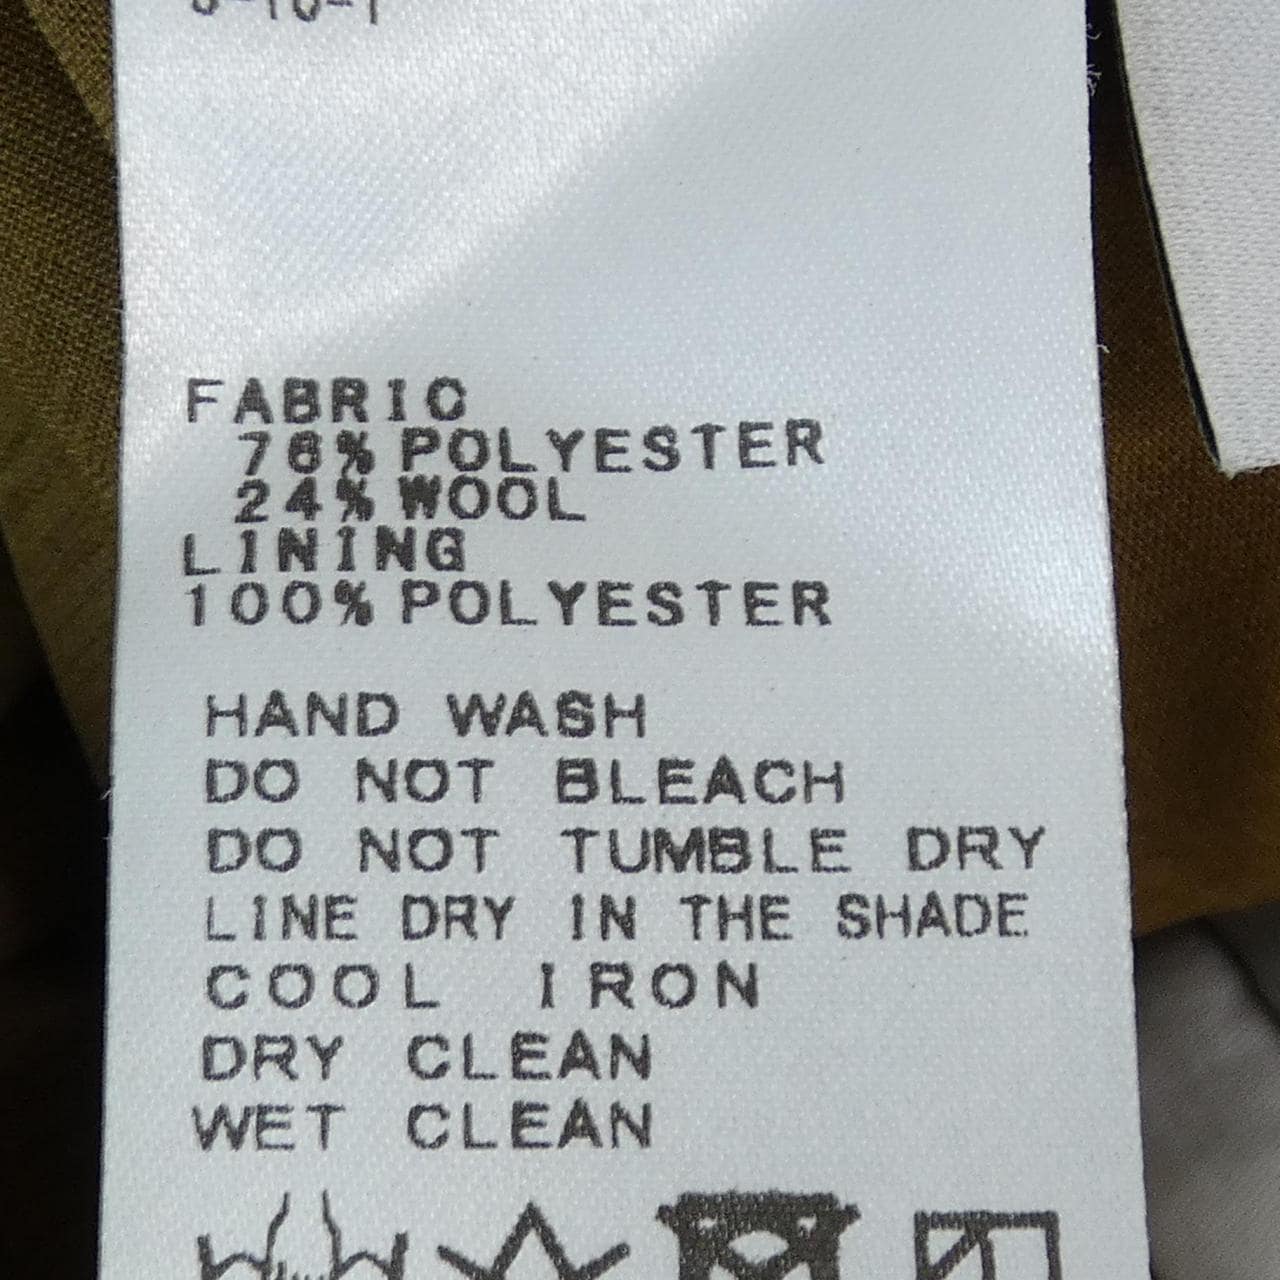 FABRIC
76% POLYESTER
24% WOOL
LINING
100% POLYESTER
HAND WASH
DO NOT BLEACH
DO NOT TUMBLE DRY
LINE DRY IN THE SHADE
COOL IRON
DRY CLEAN
WET CLEAN